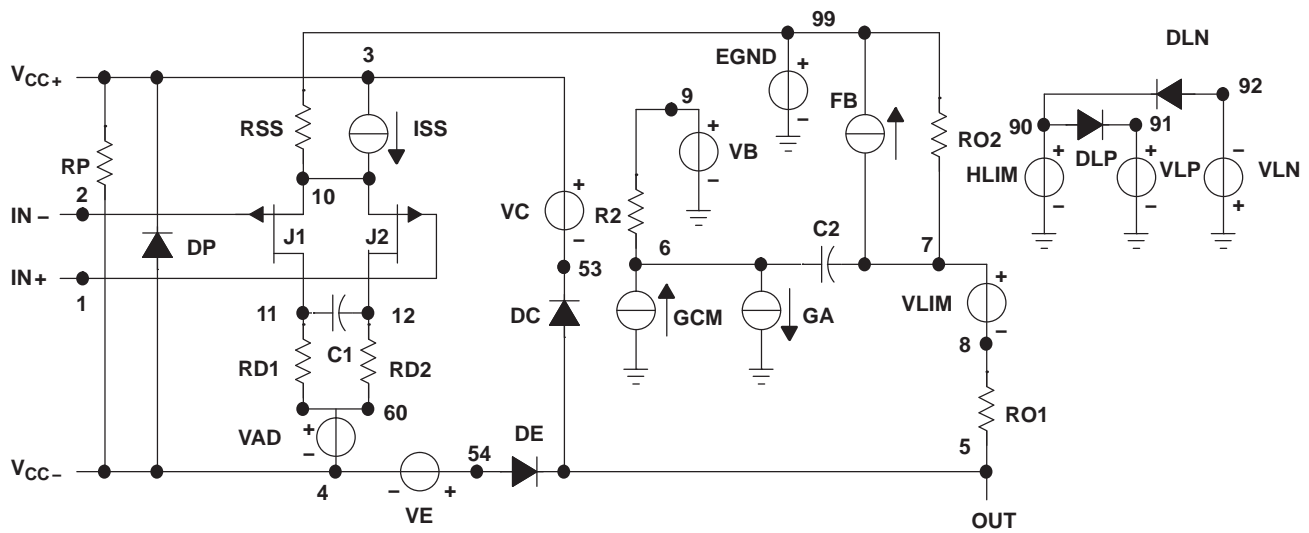 99
3
DLN
VCC+
EGND
+
9
FB
92
RSS
ISS
+
−
90
91
RP
VB
RO2
DLP
−
2
10
+
HLIM
+
−
+
VLP
−
VLN
+
IN−
VC
R2
C2
J1
J2
−
6
7
DP
IN+
53
1
+
11
12
DC
GCM
GA
VLIM
−
C1
8
RD1
RD2
60
RO1
VAD
+
−
DE
5
54
VCC−
4
−
+
VE
OUT